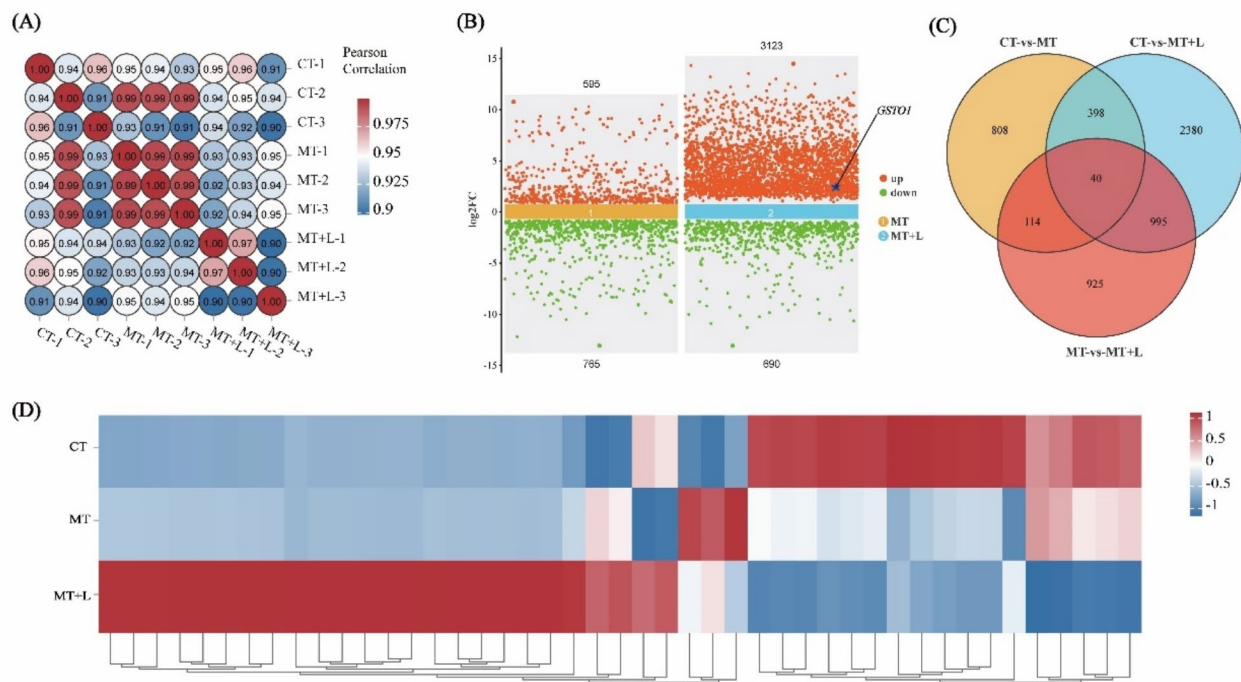 (A)
Pearson
Correlation
0.975
0.95
0.925
0.9
1.00 0.94 0.96 0.95 0.94 0.93 0.95 0.96 0.91 CT-1
0.94 1.00 0.91 0.99 0.99 0.99 0.94 0.95 0.94 CT-2
0.96 0.91 1.00 0.93 0.91 0.91 0.94 0.92 0.90 CT-3
0.95 0.99 0.93 1.00 0.99 0.99 0.93 0.93 0.95 MT-1
0.94 0.99 0.91 0.99 1.00 0.99 0.92 0.93 0.94 MT-2
0.93 0.99 0.91 0.99 0.99 1.00 0.92 0.94 0.95 MT-3
0.95 0.94 0.94 0.93 0.92 0.92 1.00 0.97 0.90 MT+L-1
0.96 0.95 0.92 0.93 0.93 0.94 0.97 1.00 0.90 MT+L-2
0.91 0.94 0.90 0.95 0.94 0.95 0.90 0.90 1.00 MT+L-3
CT-1 CT-2 CT-3 MT-1 MT-2 MT-3 MT+L-1 MT+L-2 MT+L-3
(B)
3123
595
15
10
5
0
-5
-10
-15
log2FC
1
2
765
690
GSTO1
up
down
1 MT
2 MT+L
(C)
CT-vs-MT
CT-vs-MT+L
808
398
2380
40
114
995
925
MT-vs-MT+L
(D)
CT
MT
MT+L
1
0.5
0
-0.5
-1